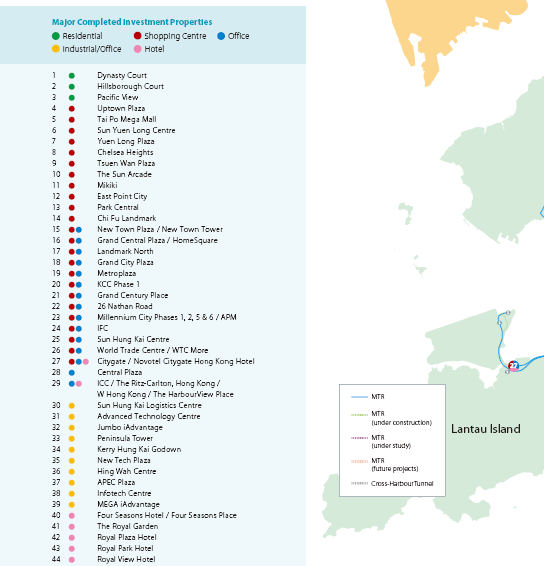 Major Completed Investment Properties
Residential Shopping Centre Office
Industrial/Office Hotel
1 Dynasty Court
2 Hillsborough Court
3 Pacific View
4 Uptown Plaza
5 Tai Po Mega Mall
6 Sun Yuen Long Centre
7 Yuen Long Plaza
8 Chelsea Heights
9 Tsuen Wan Plaza
10 The Sun Arcade
11 Mikiki
12 East Point City
13 Park Central
14 Chi Fu Landmark
15 New Town Plaza / New Town Tower
16 Grand Central Plaza / HomeSquare
17 Landmark North
18 Grand City Plaza
19 Metroplaza
20 KCC Phase 1
21 Grand Century Place
22 26 Nathan Road
23 Millennium City Phases 1, 2, 5 & 6 / APM
24 IFC
25 Sun Hung Kai Centre
26 World Trade Centre / WTC More
27 Citygate / Novotel Citygate Hong Kong Hotel
28 Central Plaza
29 ICC / The Ritz-Carlton, Hong Kong /
W Hong Kong / The HarbourView Place
30 Sun Hung Kai Logistics Centre
31 Advanced Technology Centre
32 Jumbo iAdvantage
33 Peninsula Tower
34 Kerry Hung Kai Godown
35 New Tech Plaza
36 Hing Wah Centre
37 APEC Plaza
38 Infotech Centre
39 MEGA iAdvantage
40 Four Seasons Hotel / Four Seasons Place
41 The Royal Garden
42 Royal Plaza Hotel
43 Royal Park Hotel
44 Royal View Hotel
27
MTR
MTR
(under construction)
MTR
(under study)
MTR
(future projects)
Cross-HarbourTunnel
Lantau Island